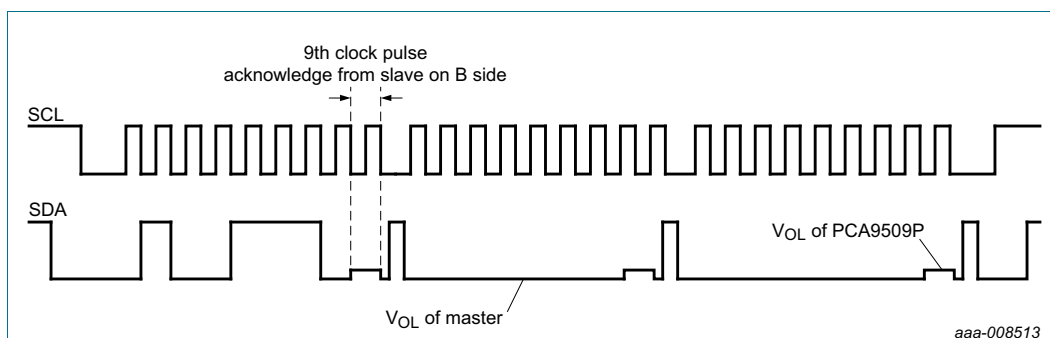 9th clock pulse
acknowledge from slave on B side
SCL
SDA
VOL of PCA9509P
VOL of master
aaa-008513